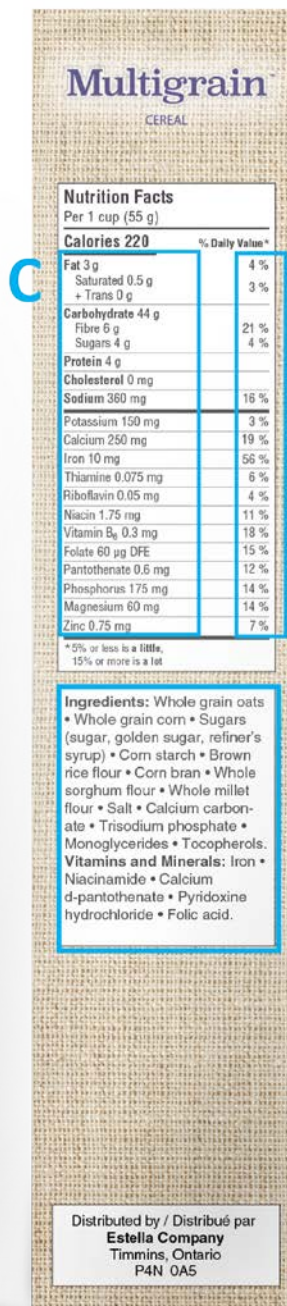 Multigrain™
CEREAL
Nutrition Facts
Per 1 cup (55 g)
Calories 220 % Daily Value*
C
Fat 3 g 4 %
Saturated 0.5 g
+ Trans 0 g 3 %
Carbohydrate 44 g
Fibre 6 g 21 %
Sugars 4 g 4 %
Protein 4 g
Cholesterol 0 mg
Sodium 360 mg 16 %
Potassium 150 mg 3 %
Calcium 250 mg 19 %
Iron 10 mg 56 %
Thiamine 0.075 mg 6 %
Riboflavin 0.05 mg 4 %
Niacin 1.75 mg 11 %
Vitamin B₆ 0.3 mg 18 %
Folate 60 µg DFE 15 %
Pantothenate 0.6 mg 12 %
Phosphorus 175 mg 14 %
Magnesium 60 mg 14 %
Zinc 0.75 mg 7 %
*5% or less is a little,
15% or more is a lot
Ingredients: Whole grain oats
• Whole grain corn • Sugars
(sugar, golden sugar, refiner's
syrup) • Corn starch • Brown
rice flour • Corn bran • Whole
sorghum flour • Whole millet
flour • Salt • Calcium carbon-
ate • Trisodium phosphate •
Monoglycerides • Tocopherols.
Vitamins and Minerals: Iron •
Niacinamide • Calcium
d-pantothenate • Pyridoxine
hydrochloride • Folic acid.
Distributed by / Distribué par
Estella Company
Timmins, Ontario
P4N 0A5